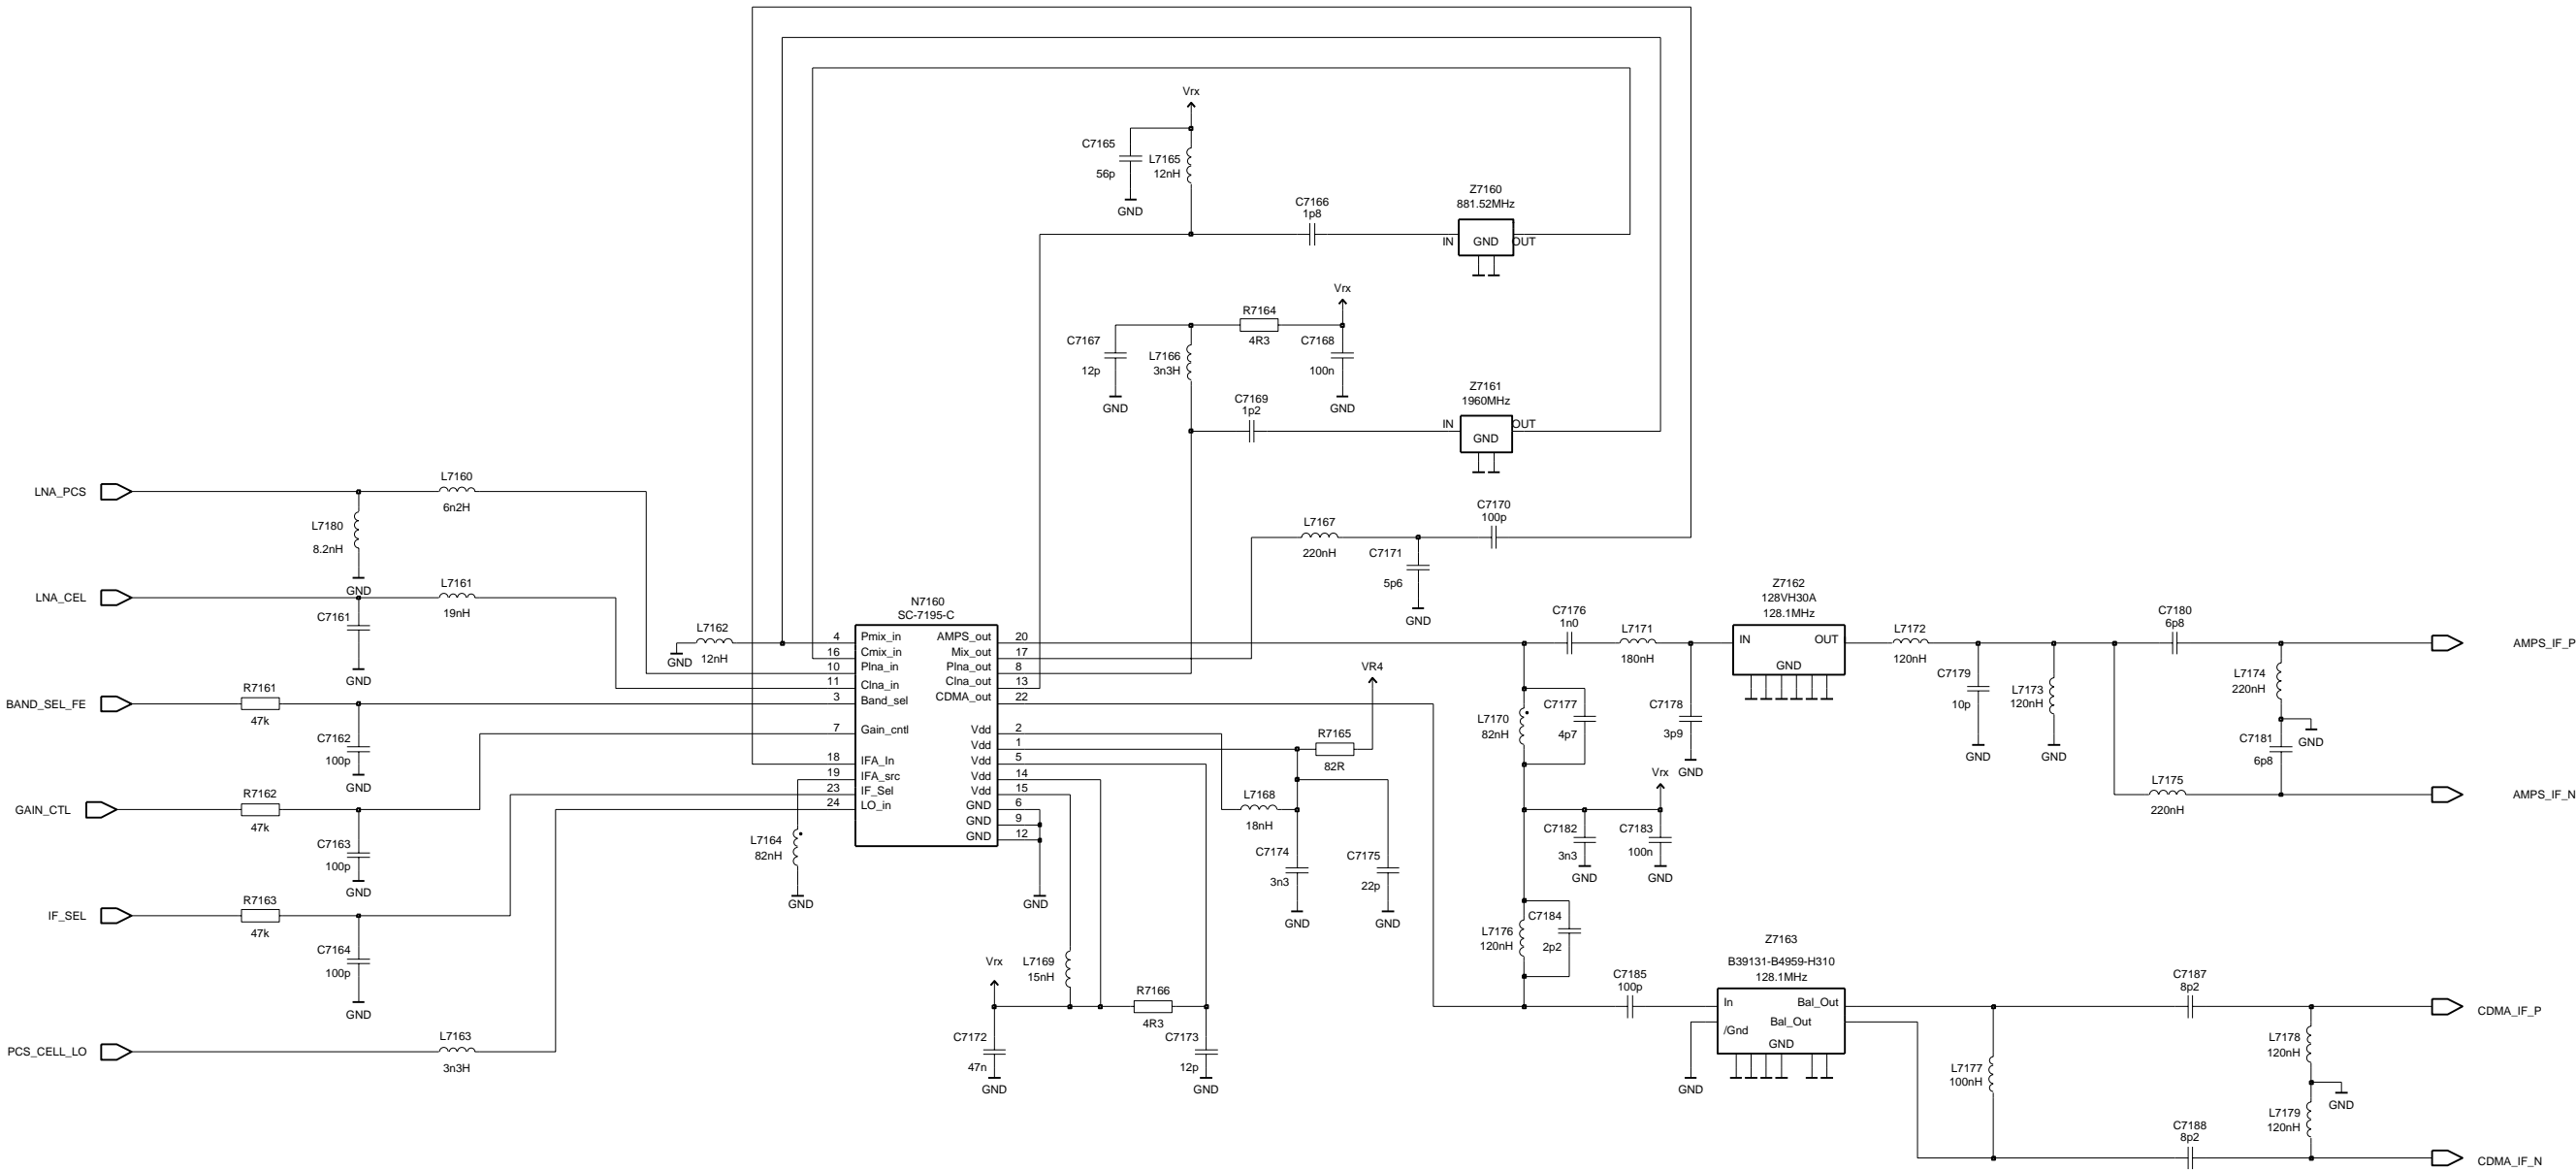 Vrx
C7165
56p
L7165
12nH
GND
C7166
1p8
Z7160
881.52MHz
IN
GND
OUT
Vrx
R7164
4R3
C7167
12p
L7166
3n3H
C7168
100n
GND
GND
C7169
1p2
Z7161
1960MHz
IN
GND
OUT
LNA_PCS
L7160
6n2H
L7180
8.2nH
GND
LNA_CEL
L7161
19nH
C7161
GND
BAND_SEL_FE
R7161
47k
C7162
100p
GND
GAIN_CTL
R7162
47k
C7163
100p
GND
IF_SEL
R7163
47k
C7164
100p
GND
PCS_CELL_LO
L7163
3n3H
L7162
12nH
GND
N7160
SC-7195-C
4 Pmix_in AMPS_out 20
16 Cmix_in Mix_out 17
10 Plna_in Plna_out 8
11 Clna_in Clna_out 13
3 Band_sel CDMA_out 22
7 Gain_cntl Vdd 2
Vdd 1
18 IFA_In Vdd 5
19 IFA_src Vdd 14
23 IF_Sel Vdd 15
24 LO_in GND 6
GND 9
GND 12
L7164
82nH
GND
GND
L7167
220nH
C7171
5p6
GND
C7170
100p
VR4
R7165
82R
L7168
18nH
C7174
3n3
GND
C7175
22p
GND
Vrx
L7169
15nH
R7166
4R3
C7172
47n
GND
C7173
12p
GND
C7176
1n0
L7171
180nH
L7170
82nH
C7177
4p7
C7178
3p9
GND
Vrx
C7182
3n3
GND
C7183
100n
GND
L7176
120nH
C7184
2p2
Z7162
128VH30A
128.1MHz
IN
OUT
GND
L7172
120nH
C7179
10p
GND
L7173
120nH
GND
C7180
6p8
L7174
220nH
GND
C7181
6p8
L7175
220nH
AMPS_IF_P
AMPS_IF_N
C7185
100p
Z7163
B39131-B4959-H310
128.1MHz
In
Bal_Out
/Gnd
Bal_Out
GND
GND
L7177
100nH
C7187
8p2
L7178
120nH
GND
L7179
120nH
C7188
8p2
CDMA_IF_P
CDMA_IF_N